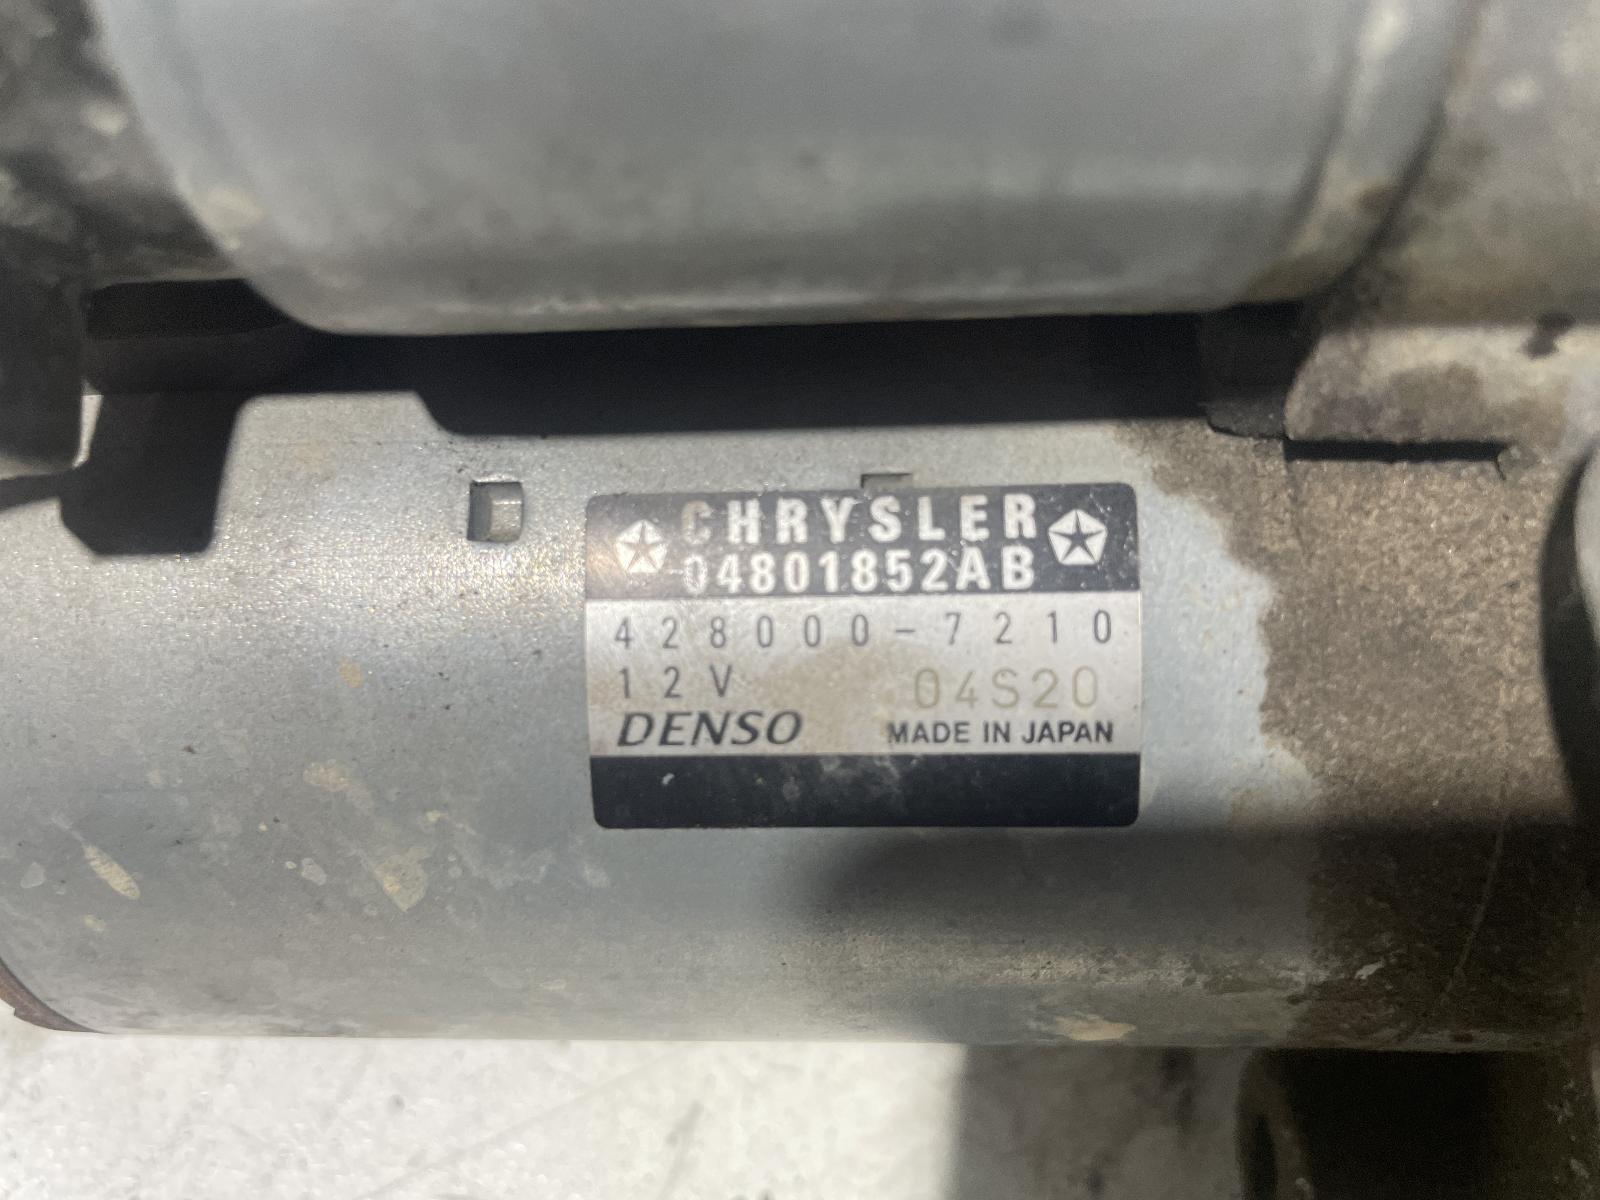 CHRYSLER
04801852AB
428000-7210
12V 04S20
DENSO MADE IN JAPAN